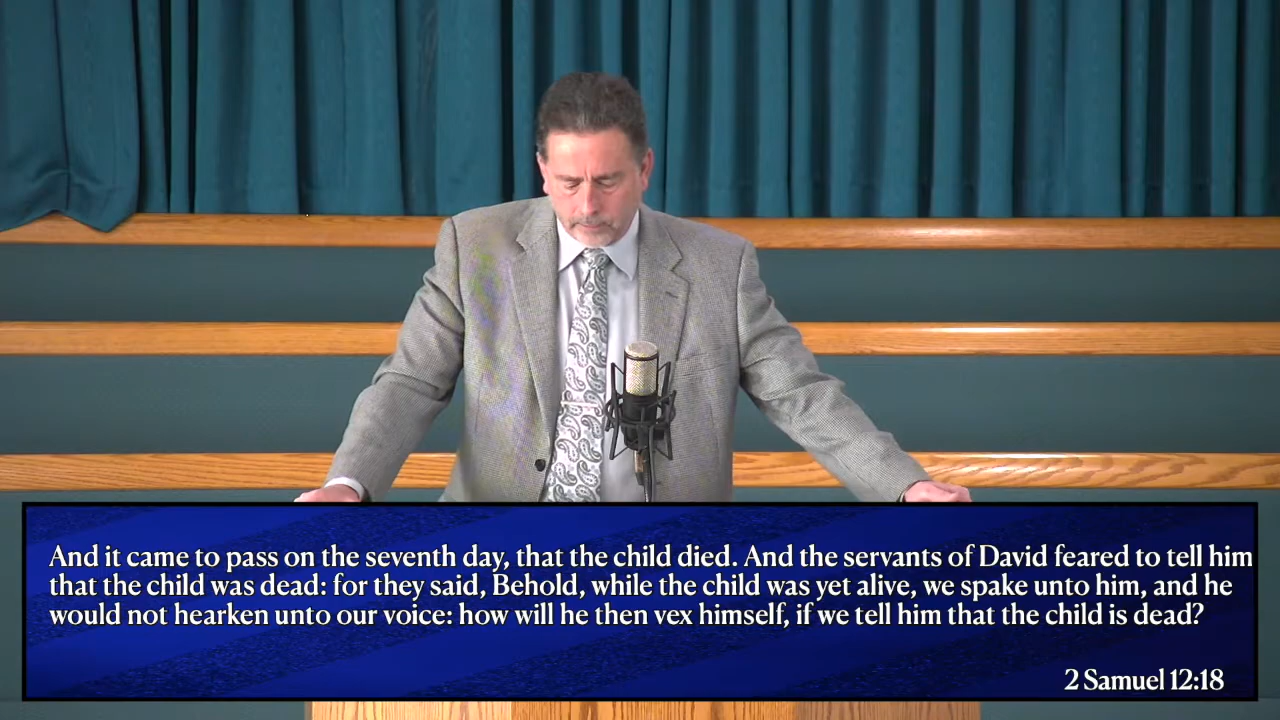 And it came to pass on the seventh day, that the child died. And the servants of David feared to tell him
that the child was dead: for they said, Behold, while the child was yet alive, we spake unto him, and he
would not hearken unto our voice: how will he then vex himself, if we tell him that the child is dead?
2 Samuel 12:18